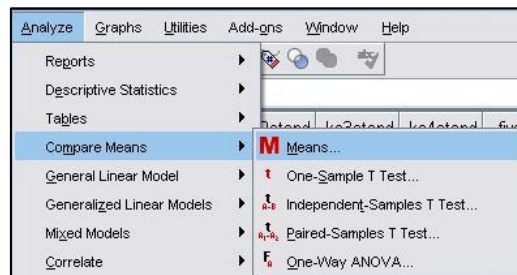 Analyze Graphs Utilities Add-ons Window Help
Reports
Descriptive Statistics
Tables
Compare Means
General Linear Model
Generalized Linear Models
Mixed Models
Correlate
M Means...
t One-Sample T Test...
Independent-Samples T Test...
Paired-Samples T Test...
One-Way ANOVA...